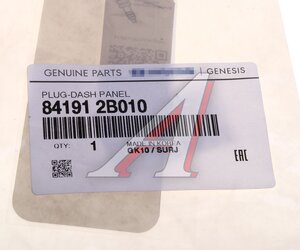 GENUINE PARTS GENESIS
PLUG-DASH PANEL
84191 2B010
QTY: 1 MADE IN KOREA
GK10 / SURJ
EAC